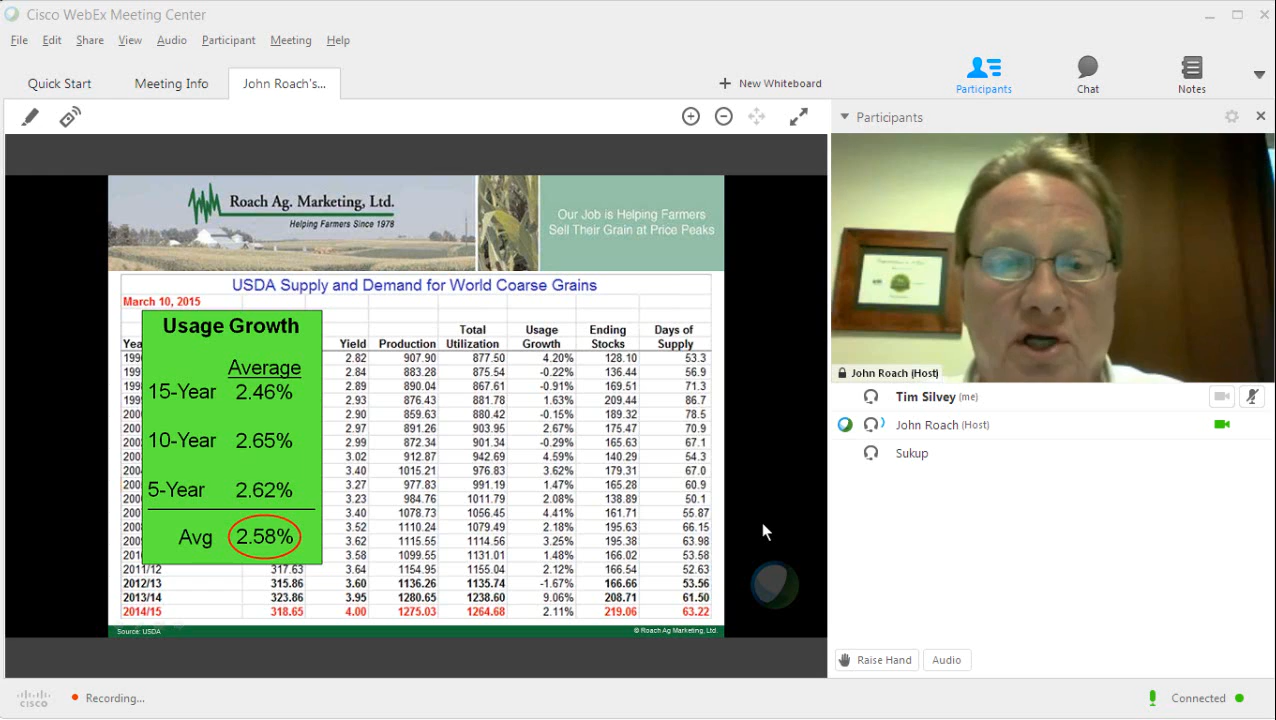 Cisco WebEx Meeting Center
File Edit Share View Audio Participant Meeting Help
Quick Start Meeting Info John Roach's... New Whiteboard
Participants Chat Notes
Participants
Roach Ag. Marketing, Ltd.
Helping Farmers Since 1978
Our Job is Helping Farmers
Sell Their Grain at Price Peaks
USDA Supply and Demand for World Coarse Grains
March 10, 2015
Usage Growth
Average
15-Year 2.46%
10-Year 2.65%
5-Year 2.62%
Avg 2.58%
Total Usage Ending Days of
Yield Production Utilization Growth Stocks Supply
2.82 907.90 877.50 4.20% 128.10 53.3
2.84 883.28 875.54 -0.22% 136.44 56.9
2.89 890.04 867.61 -0.91% 169.51 71.3
2.93 876.43 881.78 1.63% 209.44 86.7
2.90 859.63 880.42 -0.15% 189.32 78.5
2.97 891.26 903.95 2.67% 175.47 70.9
2.99 872.34 901.34 -0.29% 165.63 67.1
3.02 912.87 942.69 4.59% 140.29 54.3
3.40 1015.21 976.83 3.62% 179.31 67.0
3.27 977.83 991.19 1.47% 165.28 60.9
3.23 984.76 1011.79 2.08% 138.89 50.1
3.40 1078.73 1056.45 4.41% 161.71 55.87
3.52 1110.24 1079.49 2.18% 195.63 66.15
3.62 1115.55 1114.56 3.25% 195.38 63.98
3.58 1099.55 1131.01 1.48% 166.02 53.58
2011/12 317.63 3.64 1154.95 1155.04 2.12% 166.54 52.63
2012/13 315.86 3.60 1136.26 1135.74 -1.67% 166.66 53.56
2013/14 323.86 3.95 1280.65 1238.60 9.06% 208.71 61.50
2014/15 318.65 4.00 1275.03 1264.68 2.11% 219.06 63.22
Source: USDA
© Roach Ag Marketing, Ltd.
John Roach (Host)
Tim Silvey (me)
John Roach (Host)
Sukup
Raise Hand Audio
CISCO Recording... Connected